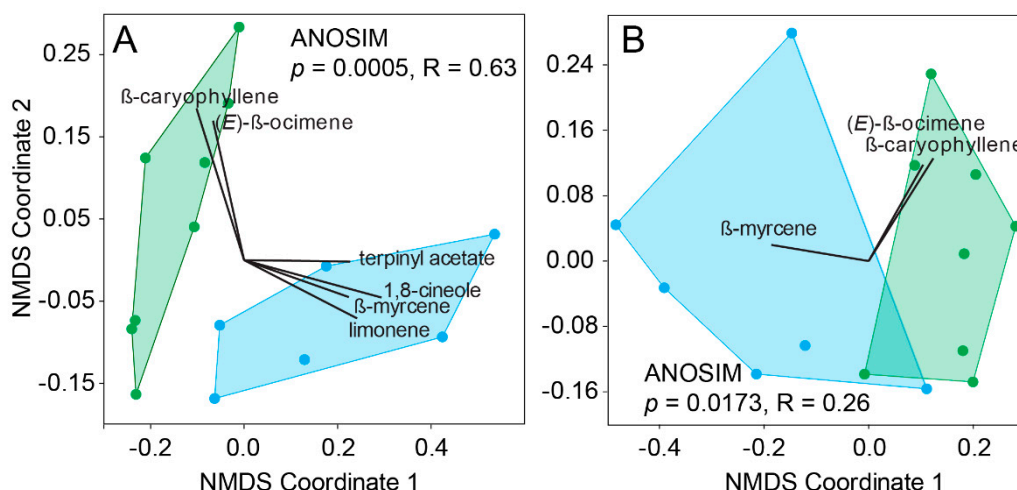 A
ANOSIM
p = 0.0005, R = 0.63
ß-caryophyllene
(E)-ß-ocimene
terpinyl acetate
1,8-cineole
ß-myrcene
limonene
0.25
0.15
0.05
-0.05
-0.15
NMDS Coordinate 2
-0.2
0.0
0.2
0.4
NMDS Coordinate 1
B
(E)-ß-ocimene
ß-caryophyllene
ß-myrcene
ANOSIM
p = 0.0173, R = 0.26
0.24
0.16
0.08
0.00
-0.08
-0.16
-0.4
-0.2
0.0
0.2
NMDS Coordinate 1